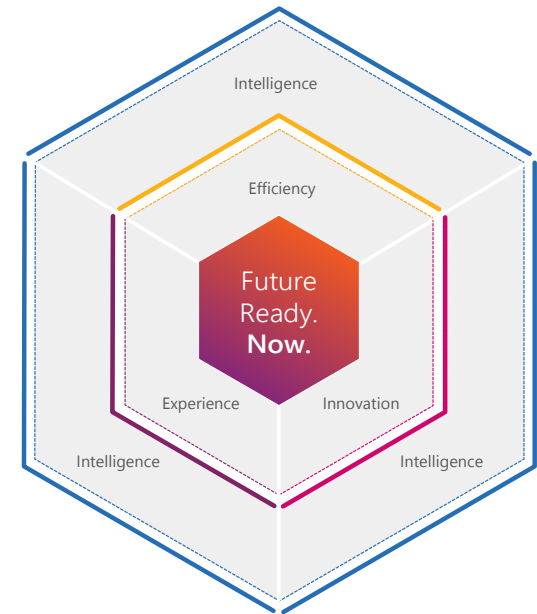 Intelligence
Efficiency
Future
Ready.
Now.
Experience
Innovation
Intelligence
Intelligence